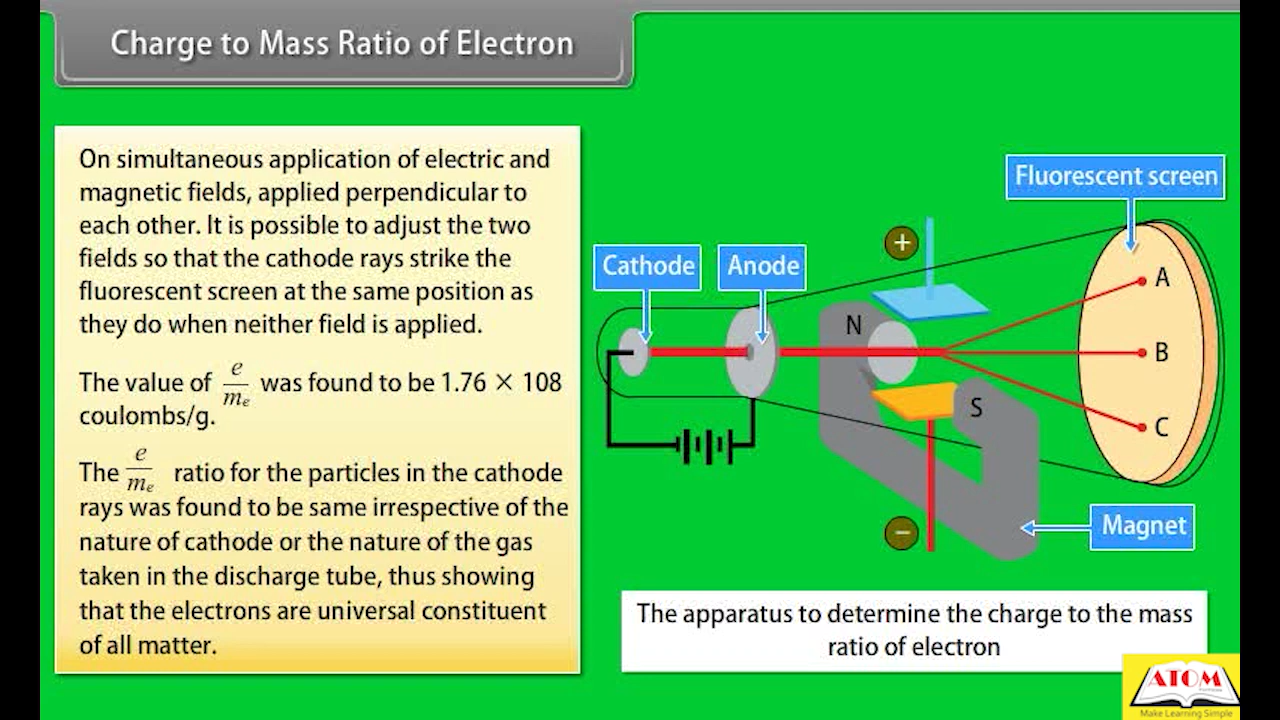 Charge to Mass Ratio of Electron
On simultaneous application of electric and
magnetic fields, applied perpendicular to
each other. It is possible to adjust the two
fields so that the cathode rays strike the
fluorescent screen at the same position as
they do when neither field is applied.
The value of e/mₑ was found to be 1.76 × 108
coulombs/g.
The e/mₑ ratio for the particles in the cathode
rays was found to be same irrespective of the
nature of cathode or the nature of the gas
taken in the discharge tube, thus showing
that the electrons are universal constituent
of all matter.
Fluorescent screen
Cathode
Anode
+
N
S
A
B
C
−
Magnet
The apparatus to determine the charge to the mass
ratio of electron
ATOM
Make Learning Simple